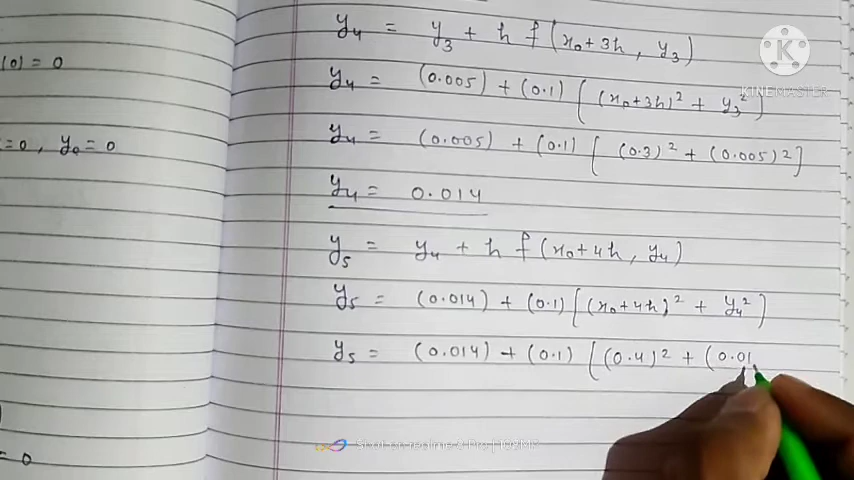 y₄ = y₃ + h f(x₀+3h , y₃)
(0) = 0
y₄ = (0.005) + (0.1) [(x₀+3h)² + y₃²]
KINEMASTER
= 0, y₀ = 0
y₄ = (0.005) + (0.1) [ (0.3)² + (0.005)²]
y₄ = 0.014
y₅ = y₄ + h f(x₀+4h , y₄)
y₅ = (0.014) + (0.1) [(x₀+4h)² + y₄²]
y₅ = (0.014) + (0.1) [(0.4)² + (0.01
= 0